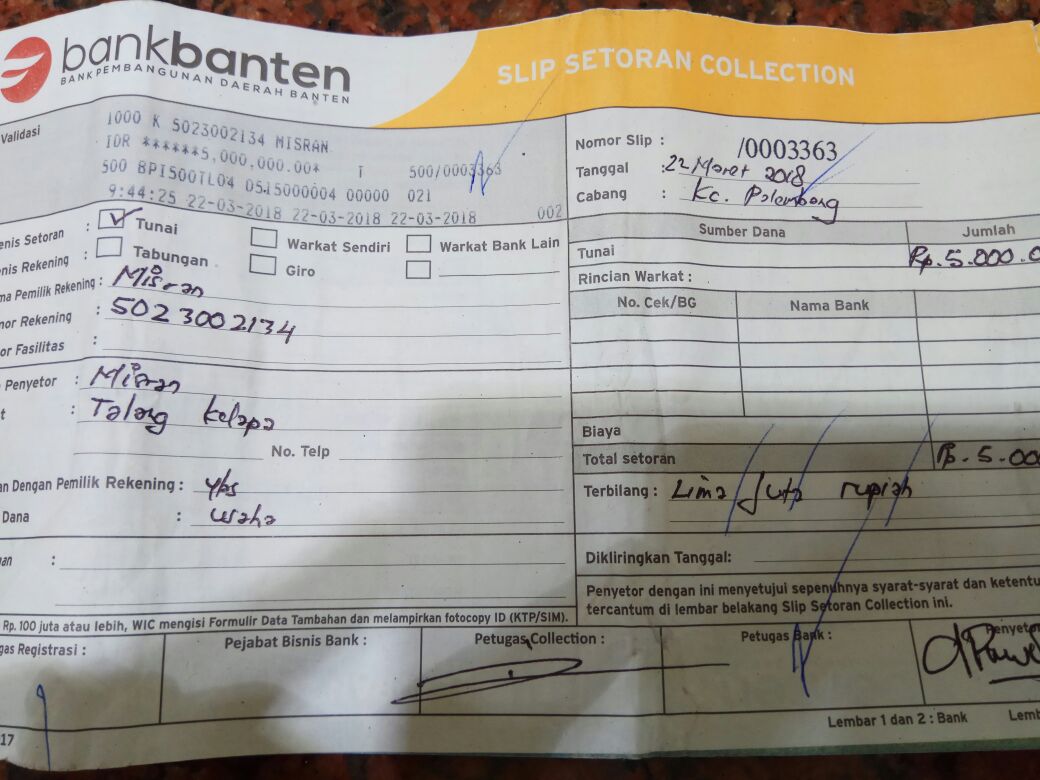 bankbanten
BANK PEMBANGUNAN DAERAH BANTEN
SLIP SETORAN COLLECTION
Validasi
1000 K 5023002134 MISRAN
IDR ******5,000,000.00* T 500/0003363
500 BPI500TL04 0515000004 00000 021
9:44:25 22-03-2018 22-03-2018 22-03-2018 002
Nomor Slip : /0003363
Tanggal : 22 Maret 2018
Cabang : Kc. Palembang
enis Setoran : Tunai Warkat Sendiri Warkat Bank Lain
enis Rekening : Tabungan Giro
ma Pemilik Rekening : Misran
mor Rekening : 5023002134
or Fasilitas :
Penyetor : Misran
t : Talang kelapa
No. Telp
an Dengan Pemilik Rekening : ybs
Dana : usaha
an :
Sumber Dana Jumlah
Tunai Rp. 5.000.0
Rincian Warkat :
No. Cek/BG Nama Bank
Biaya
Total setoran Rp. 5.000
Terbilang : Lima Juta rupiah
Dikliringkan Tanggal:
Penyetor dengan ini menyetujui sepenuhnya syarat-syarat dan ketentu
tercantum di lembar belakang Slip Setoran Collection ini.
Rp. 100 juta atau lebih, WIC mengisi Formulir Data Tambahan dan melampirkan fotocopy ID (KTP/SIM).
gas Registrasi : Pejabat Bisnis Bank : Petugas Collection : Petugas Bank : Penyetor
17
Lembar 1 dan 2 : Bank Lemb